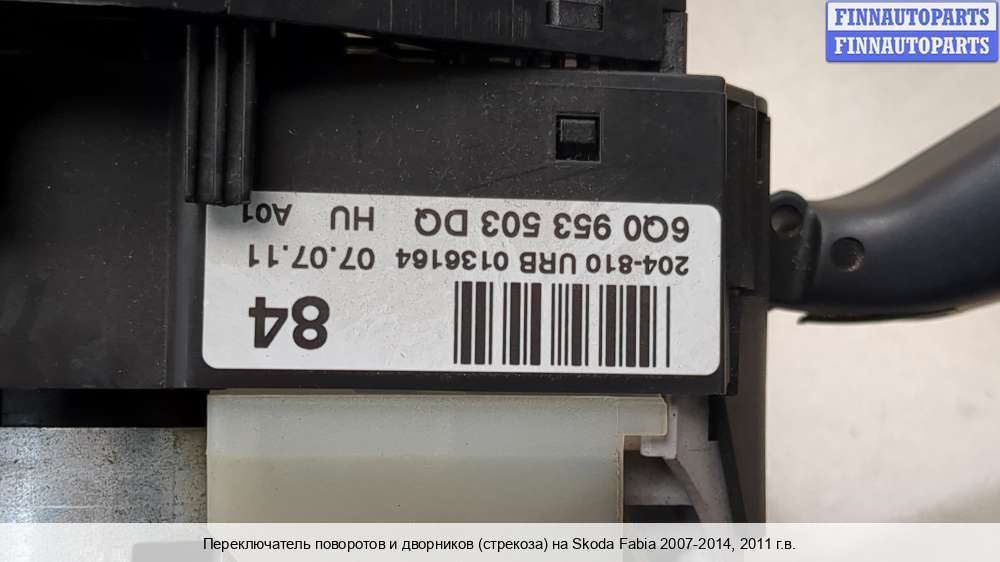 FINNAUTOPARTS
FINNAUTOPARTS
84
204-810 URB 0136164 07.07.11
6Q0 953 503 DQ HU A01
Переключатель поворотов и дворников (стрекоза) на Skoda Fabia 2007-2014, 2011 г.в.